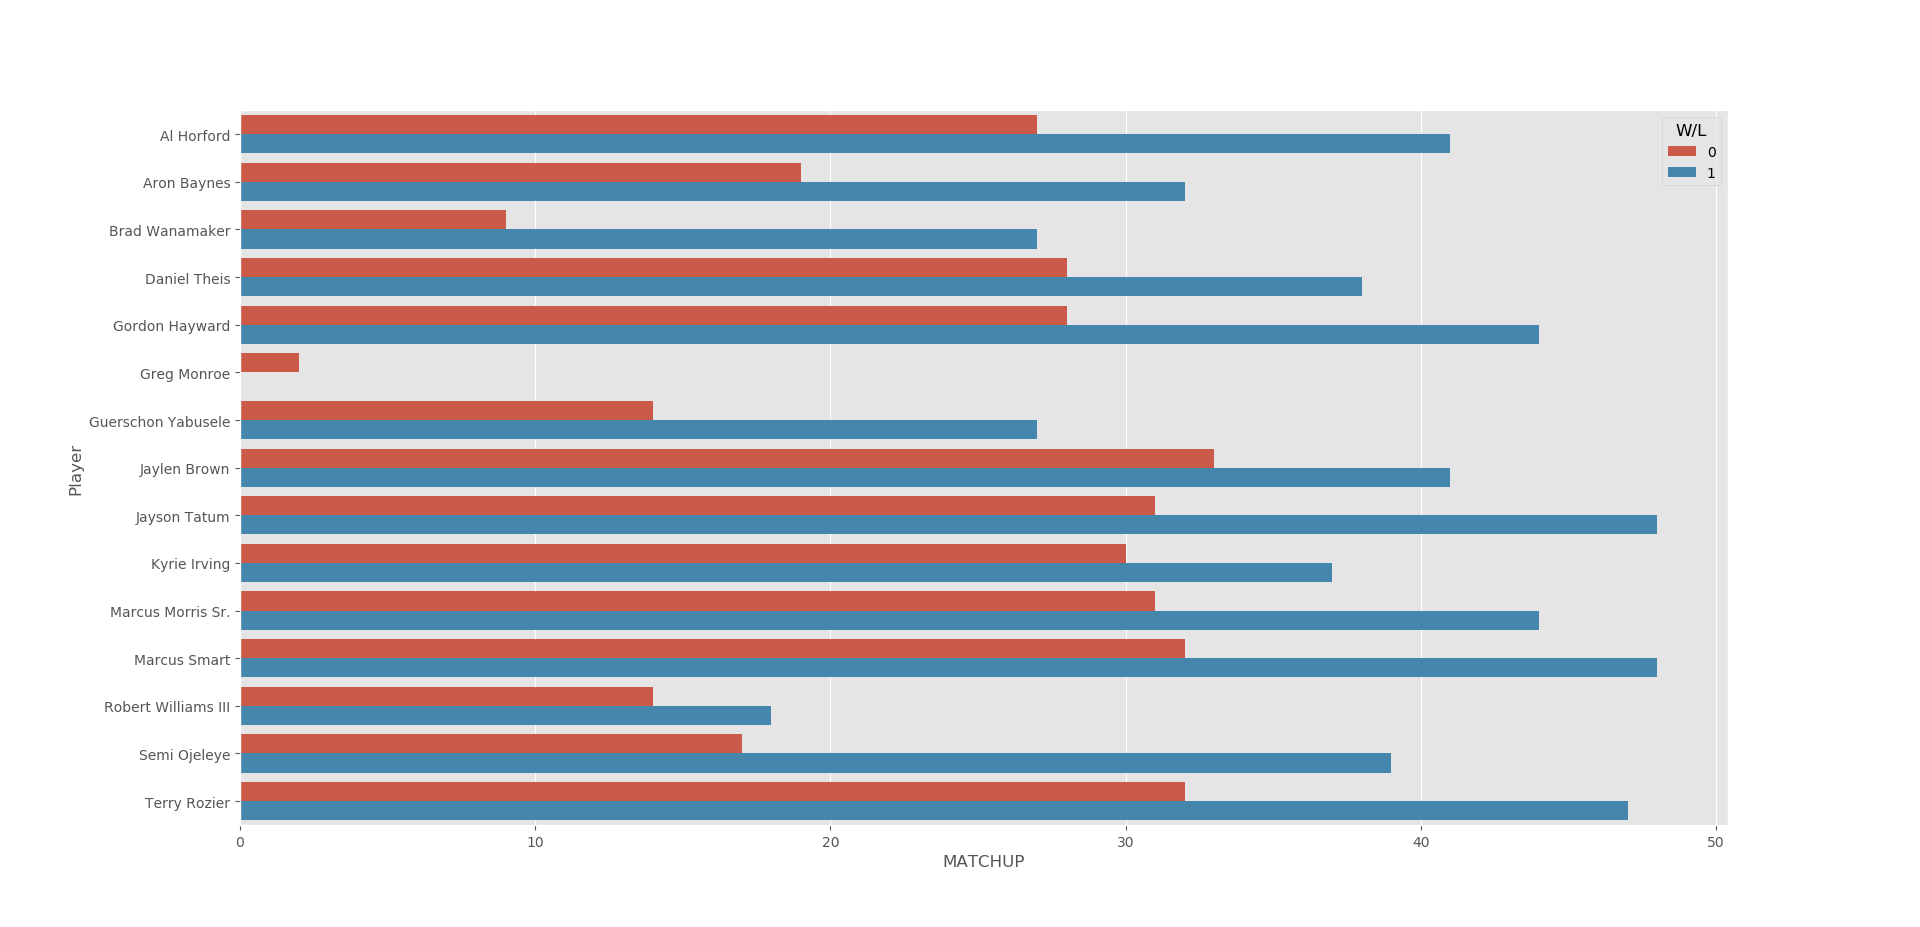 Al Horford
Aron Baynes
Brad Wanamaker
Daniel Theis
Gordon Hayward
Greg Monroe
Guerschon Yabusele
Jaylen Brown
Jayson Tatum
Kyrie Irving
Marcus Morris Sr.
Marcus Smart
Robert Williams III
Semi Ojeleye
Terry Rozier
Player
0 10 20 30 40 50
MATCHUP
W/L
0
1